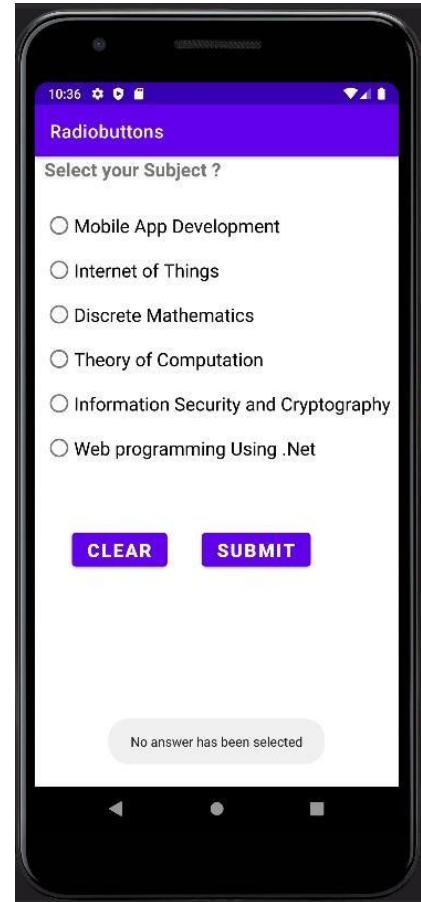 10:36
Radiobuttons
Select your Subject ?
Mobile App Development
Internet of Things
Discrete Mathematics
Theory of Computation
Information Security and Cryptography
Web programming Using .Net
CLEAR SUBMIT
No answer has been selected